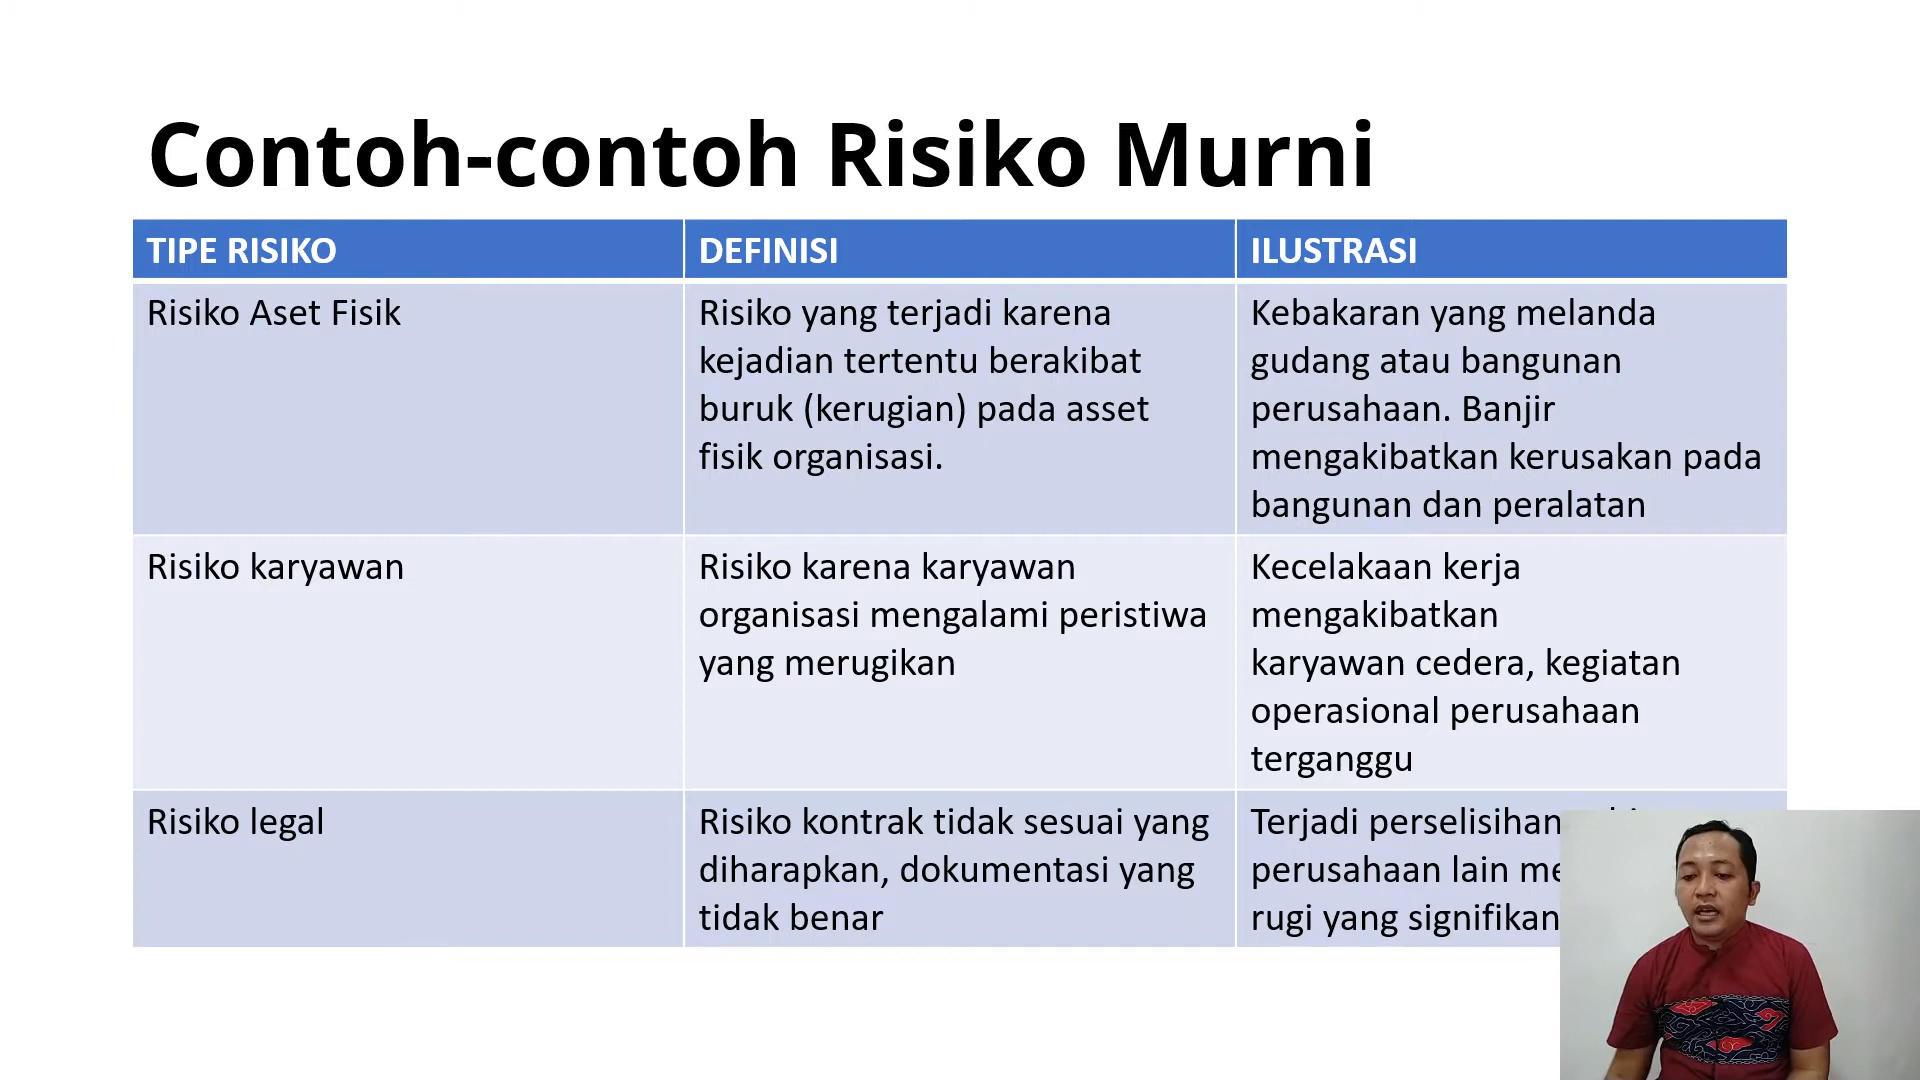 Contoh-contoh Risiko Murni
TIPE RISIKO
DEFINISI
ILUSTRASI
Risiko Aset Fisik
Risiko yang terjadi karena
kejadian tertentu berakibat
buruk (kerugian) pada asset
fisik organisasi.
Kebakaran yang melanda
gudang atau bangunan
perusahaan. Banjir
mengakibatkan kerusakan pada
bangunan dan peralatan
Risiko karyawan
Risiko karena karyawan
organisasi mengalami peristiwa
yang merugikan
Kecelakaan kerja
mengakibatkan
karyawan cedera, kegiatan
operasional perusahaan
terganggu
Risiko legal
Risiko kontrak tidak sesuai yang
diharapkan, dokumentasi yang
tidak benar
Terjadi perselisihan
perusahaan lain
rugi yang signifikan